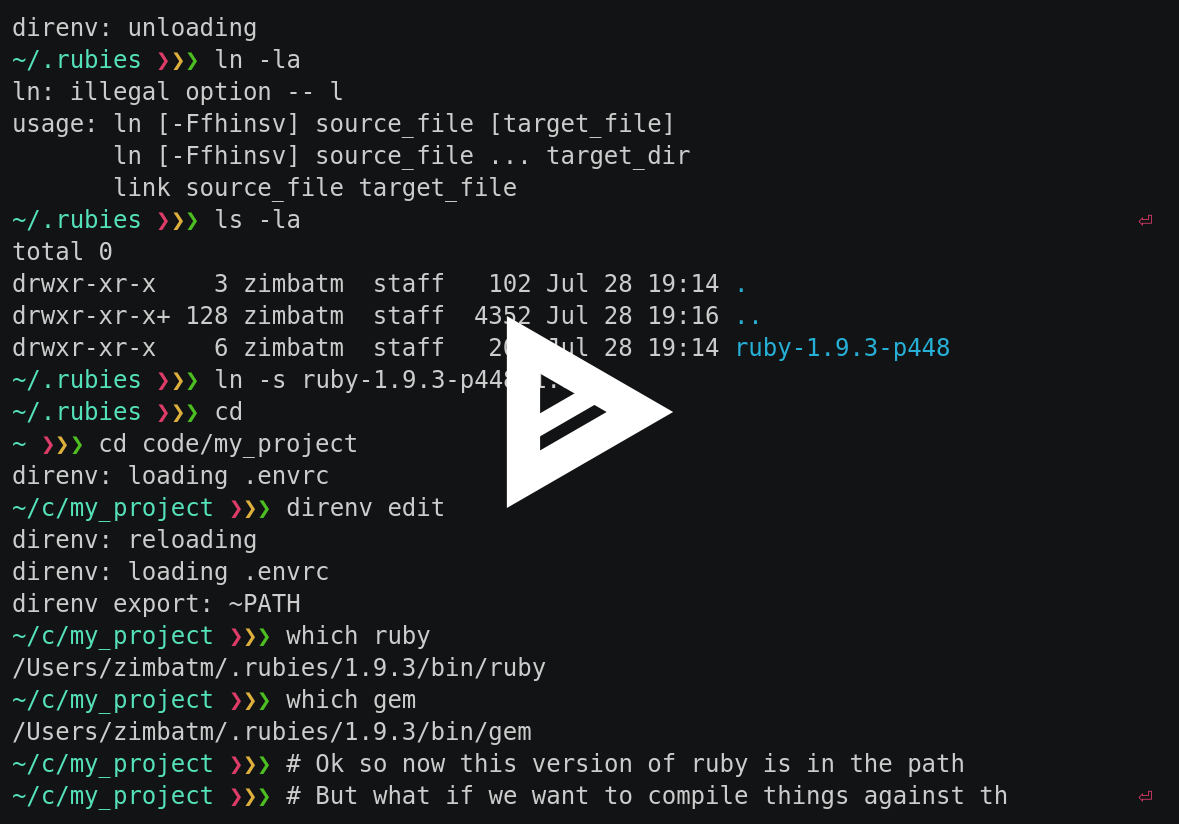 direnv: unloading
~/.rubies ❯❯❯ ln -la
ln: illegal option -- l
usage: ln [-Ffhinsv] source_file [target_file]
       ln [-Ffhinsv] source_file ... target_dir
       link source_file target_file
~/.rubies ❯❯❯ ls -la ⏎
total 0
drwxr-xr-x    3 zimbatm  staff   102 Jul 28 19:14 .
drwxr-xr-x+ 128 zimbatm  staff  4352 Jul 28 19:16 ..
drwxr-xr-x    6 zimbatm  staff Jul 28 19:14 ruby-1.9.3-p448
~/.rubies ❯❯❯ ln -s ruby-1.9.3-p448
~/.rubies ❯❯❯ cd
~ ❯❯❯ cd code/my_project
direnv: loading .envrc
~/c/my_project ❯❯❯ direnv edit
direnv: reloading
direnv: loading .envrc
direnv export: ~PATH
~/c/my_project ❯❯❯ which ruby
/Users/zimbatm/.rubies/1.9.3/bin/ruby
~/c/my_project ❯❯❯ which gem
/Users/zimbatm/.rubies/1.9.3/bin/gem
~/c/my_project ❯❯❯ # Ok so now this version of ruby is in the path
~/c/my_project ❯❯❯ # But what if we want to compile things against th ⏎